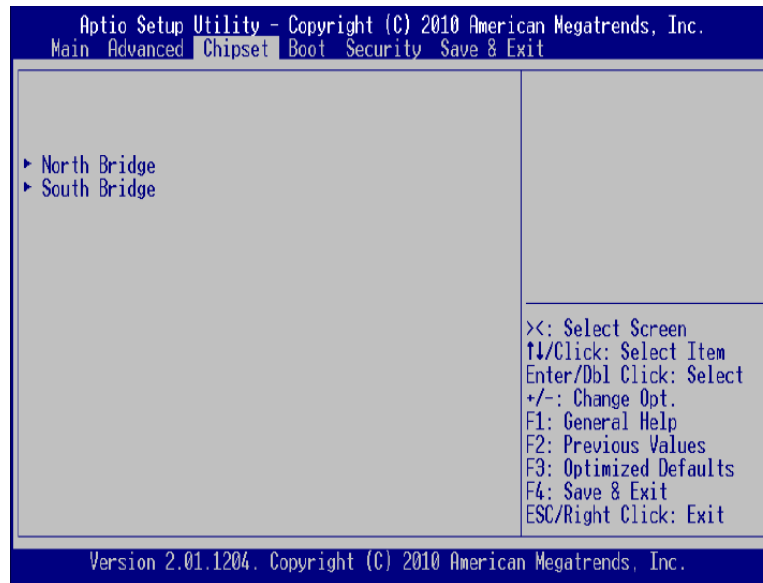 Aptio Setup Utility - Copyright (C) 2010 American Megatrends, Inc.
Main Advanced Chipset Boot Security Save & Exit
► North Bridge
► South Bridge
><: Select Screen
↑↓/Click: Select Item
Enter/Dbl Click: Select
+/-: Change Opt.
F1: General Help
F2: Previous Values
F3: Optimized Defaults
F4: Save & Exit
ESC/Right Click: Exit
Version 2.01.1204. Copyright (C) 2010 American Megatrends, Inc.